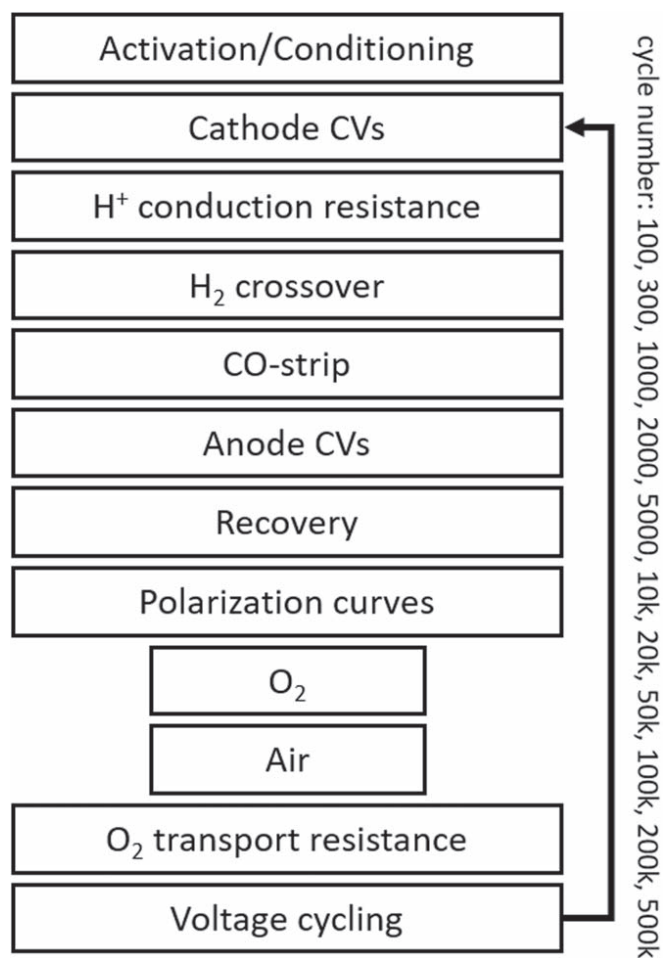 Activation/Conditioning
Cathode CVs
H⁺ conduction resistance
H₂ crossover
CO-strip
Anode CVs
Recovery
Polarization curves
O₂
Air
O₂ transport resistance
Voltage cycling
cycle number: 100, 300, 1000, 2000, 5000, 10k, 20k, 50k, 100k, 200k, 500k